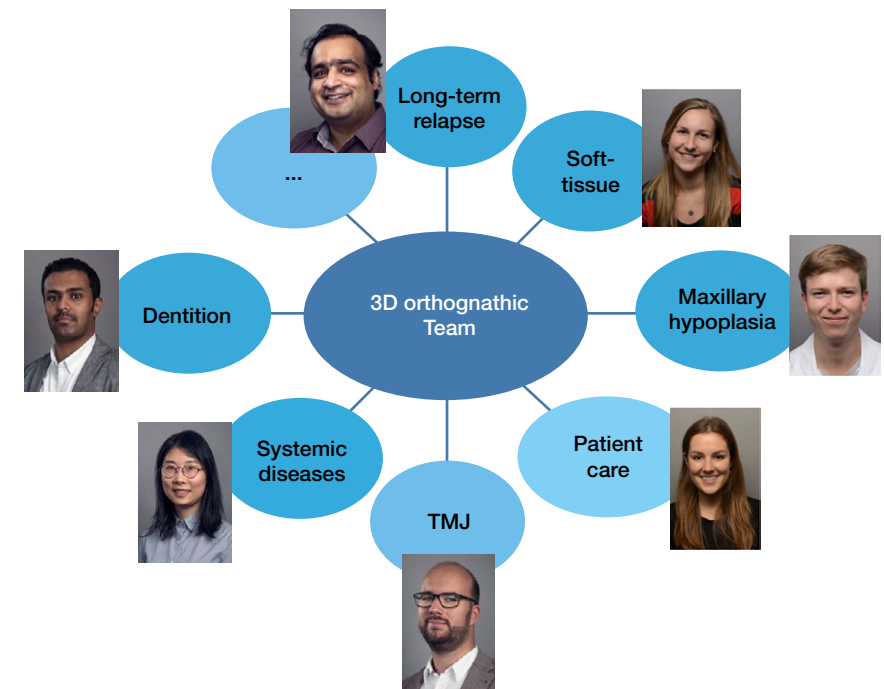 Long-term
relapse
Soft-
tissue
...
Maxillary
hypoplasia
3D orthognathic
Team
Dentition
Patient
care
Systemic
diseases
TMJ